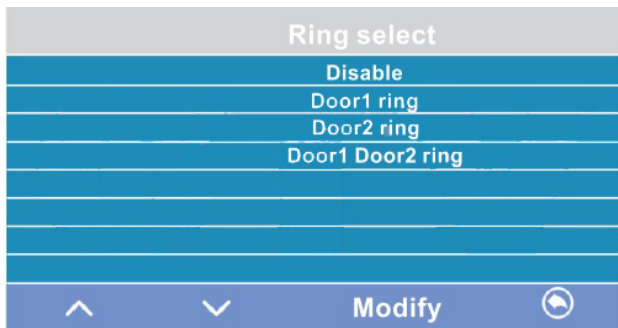 Ring select
Disable
Door1 ring
Door2 ring
Door1 Door2 ring
Modify